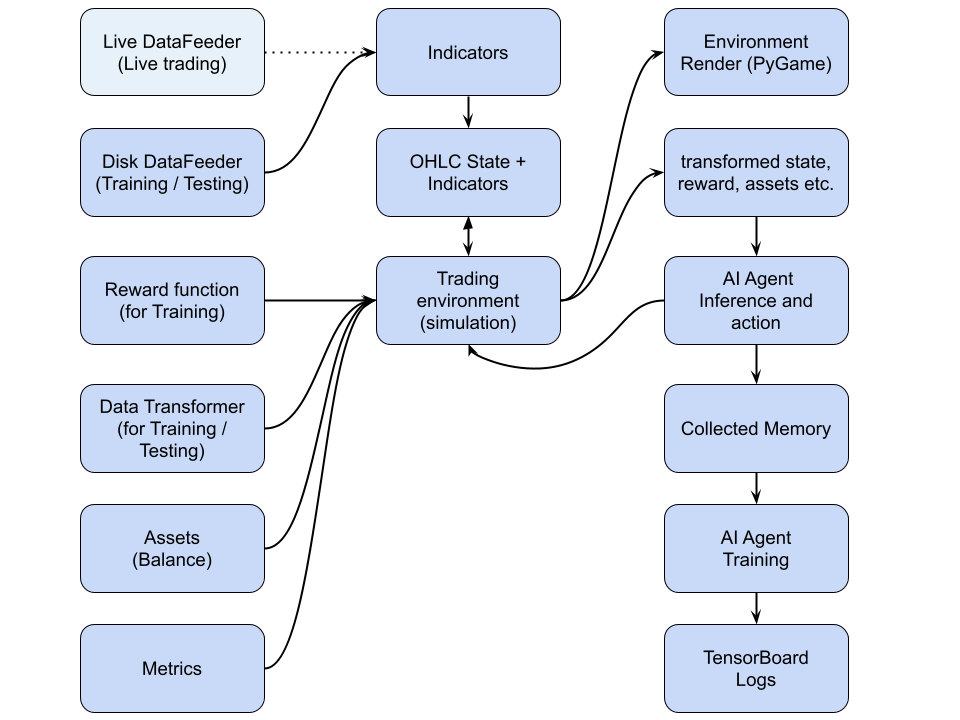 Live DataFeeder
(Live trading)
Indicators
Environment
Render (PyGame)
Disk DataFeeder
(Training / Testing)
OHLC State +
Indicators
transformed state,
reward, assets etc.
Reward function
(for Training)
Trading
environment
(simulation)
AI Agent
Inference and
action
Data Transformer
(for Training /
Testing)
Collected Memory
Assets
(Balance)
AI Agent
Training
Metrics
TensorBoard
Logs